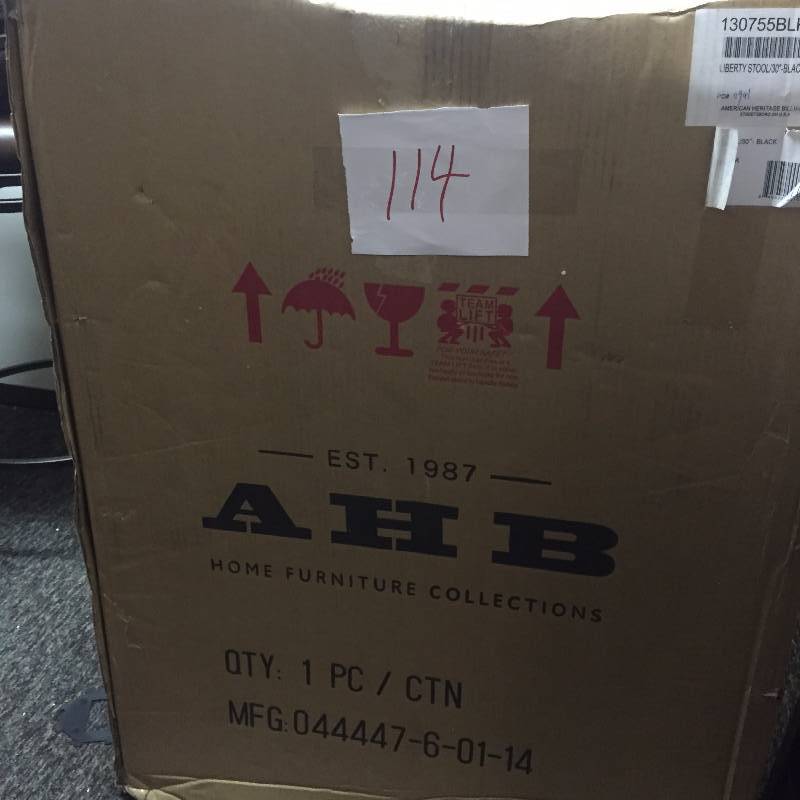 130755BL
LIBERTY STOOL/30"-BLAC
AMERICAN HERITAGE BILLI
/30"- BLACK
114
TEAM
LIFT
EST. 1987
AHB
HOME FURNITURE COLLECTIONS
QTY: 1 PC / CTN
MFG:044447-6-01-14